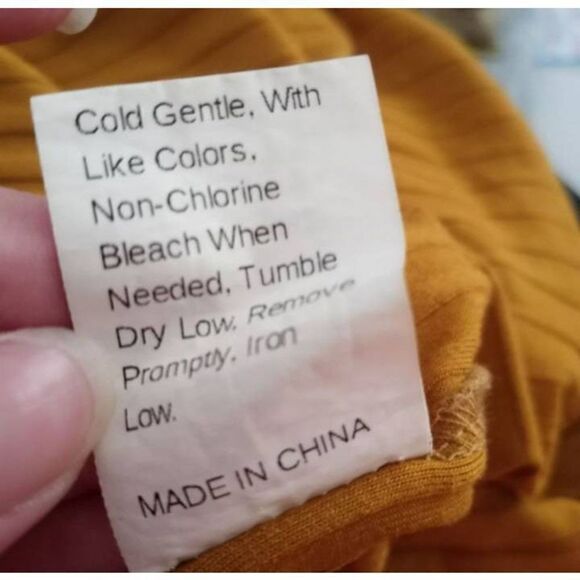 Cold Gentle, With
Like Colors,
Non-Chlorine
Bleach When
Needed, Tumble
Dry Low. Remove
Promptly, Iron
Low.
MADE IN CHINA